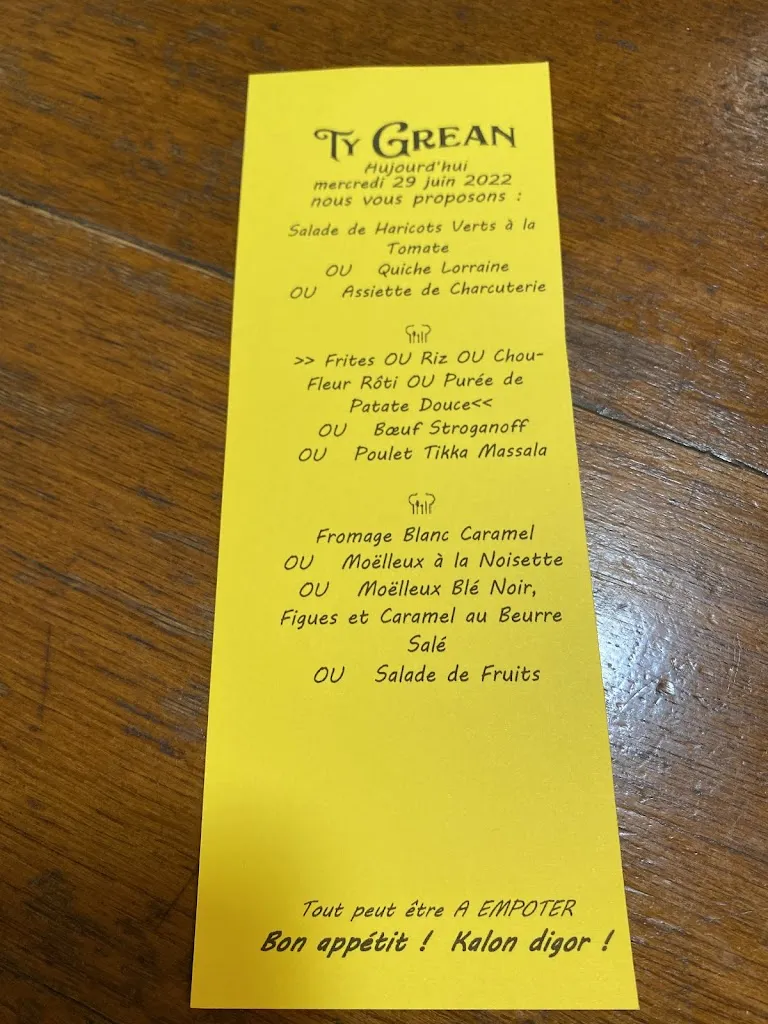 TY GREAN
Aujourd'hui
mercredi 29 juin 2022
nous vous proposons :
Salade de Haricots Verts à la
Tomate
OU Quiche Lorraine
OU Assiette de Charcuterie
>> Frites OU Riz OU Chou-
Fleur Rôti OU Purée de
Patate Douce<<
OU Bœuf Stroganoff
OU Poulet Tikka Massala
Fromage Blanc Caramel
OU Moëlleux à la Noisette
OU Moëlleux Blé Noir,
Figues et Caramel au Beurre
Salé
OU Salade de Fruits
Tout peut être A EMPOTER
Bon appétit ! Kalon digor !